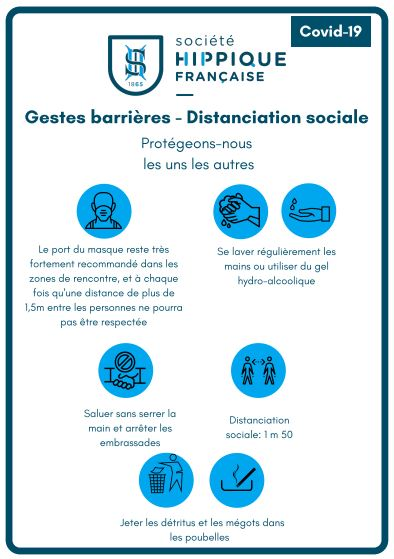 Covid-19
société
HIPPIQUE
FRANÇAISE
1865
Gestes barrières - Distanciation sociale
Protégeons-nous
les uns les autres
Le port du masque reste très
fortement recommandé dans les
zones de rencontre, et à chaque
fois qu'une distance de plus de
1,5m entre les personnes ne pourra
pas être respectée
Se laver régulièrement les
mains ou utiliser du gel
hydro-alcoolique
Saluer sans serrer la
main et arrêter les
embrassades
Distanciation
sociale: 1 m 50
Jeter les détritus et les mégots dans
les poubelles